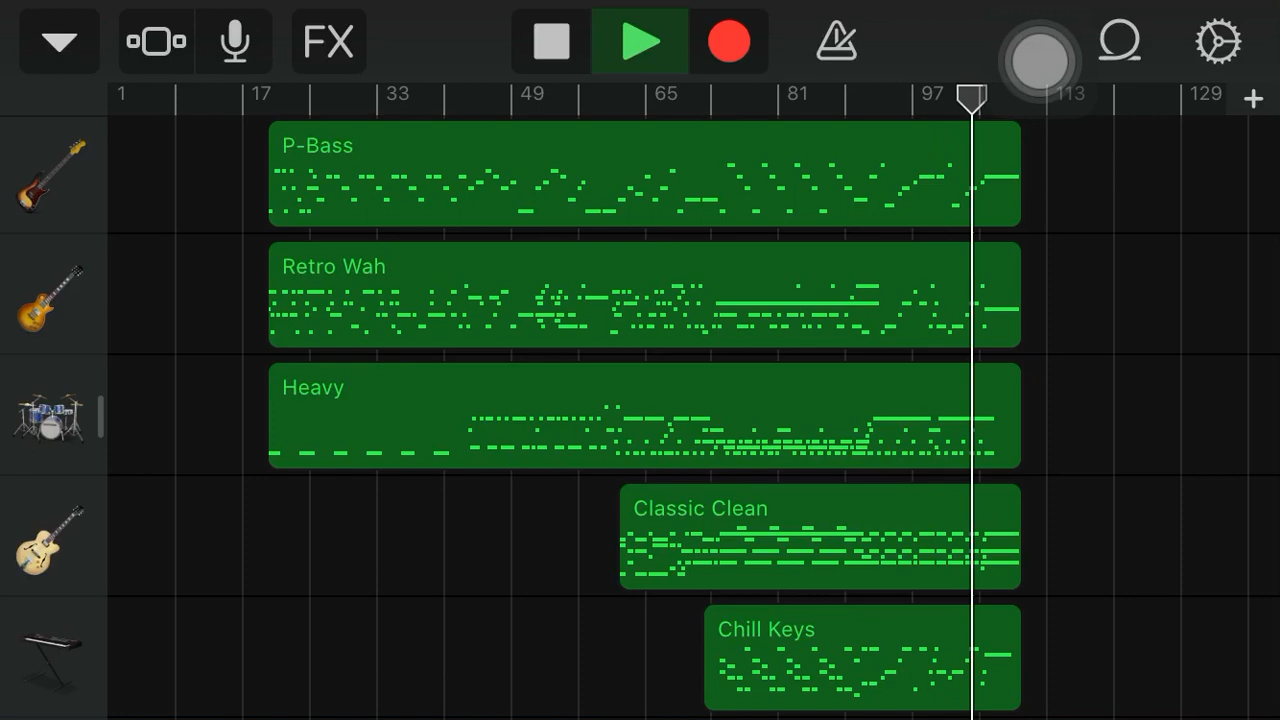 FX
1 17 33 49 65 81 97 113 129 +
P-Bass
Retro Wah
Heavy
Classic Clean
Chill Keys